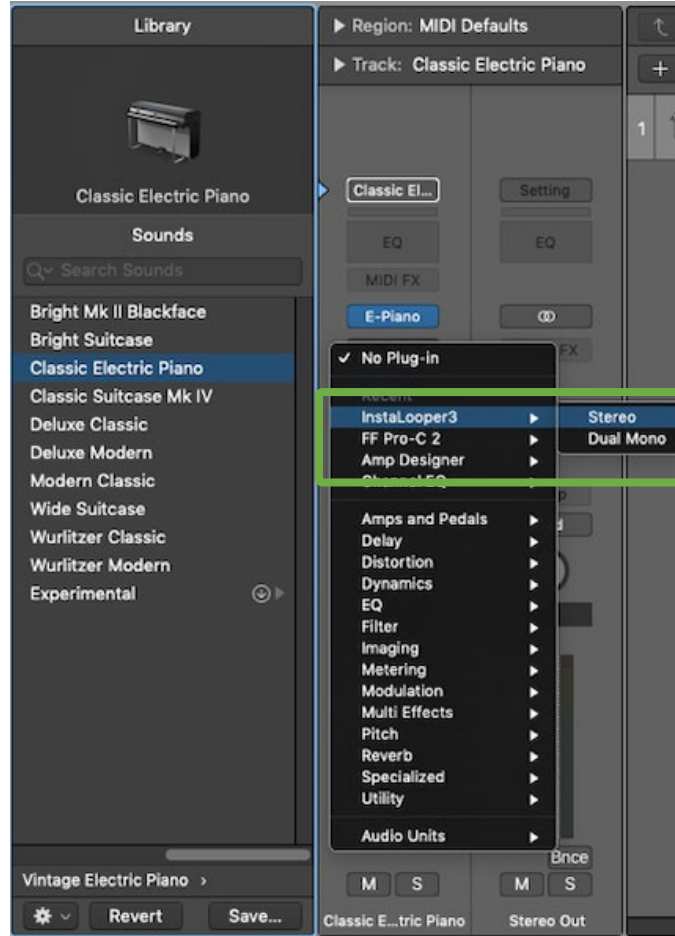 Library
Classic Electric Piano
Sounds
Search Sounds
Bright Mk II Blackface
Bright Suitcase
Classic Electric Piano
Classic Suitcase Mk IV
Deluxe Classic
Deluxe Modern
Modern Classic
Wide Suitcase
Wurlitzer Classic
Wurlitzer Modern
Experimental
Vintage Electric Piano
Revert
Save...
Region: MIDI Defaults
Track: Classic Electric Piano
Classic El...
Setting
EQ
EQ
MIDI FX
E-Piano
FX
No Plug-in
Recent
InstaLooper3
FF Pro-C 2
Amp Designer
Channel EQ
Amps and Pedals
Delay
Distortion
Dynamics
EQ
Filter
Imaging
Metering
Modulation
Multi Effects
Pitch
Reverb
Specialized
Utility
Audio Units
Stereo
Dual Mono
Bnce
M S
M S
Classic E...tric Piano
Stereo Out
1